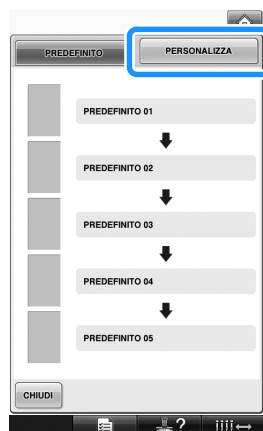 PREDEFINITO PERSONALIZZA
PREDEFINITO 01
PREDEFINITO 02
PREDEFINITO 03
PREDEFINITO 04
PREDEFINITO 05
CHIUDI
?